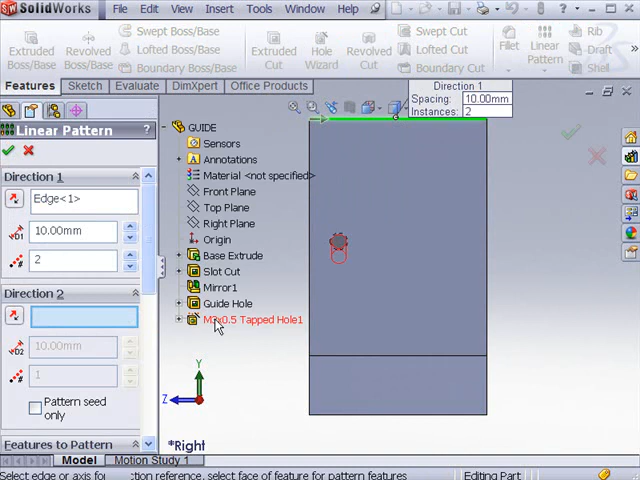 SolidWorks
File Edit View Insert Tools Window Help
Extruded Boss/Base
Revolved Boss/Base
Swept Boss/Base
Lofted Boss/Base
Boundary Boss/Base
Extruded Cut
Hole Wizard
Revolved Cut
Swept Cut
Lofted Cut
Boundary Cut
Fillet
Linear Pattern
Rib
Draft
Shell
Features Sketch Evaluate DimXpert Office Products
Direction 1
Spacing: 10.00mm
Instances: 2
Linear Pattern ?
Direction 1
Edge<1>
D1 10.00mm
2
Direction 2
D2 10.00mm
1
Pattern seed only
Features to Pattern
GUIDE
Sensors
Annotations
Material <not specified>
Front Plane
Top Plane
Right Plane
Origin
Base Extrude
Slot Cut
Mirror1
Guide Hole
M3x0.5 Tapped Hole1
Y
Z
*Right
Model Motion Study 1
Select edge or axis for direction reference, select face of feature for pattern features
Editing Part